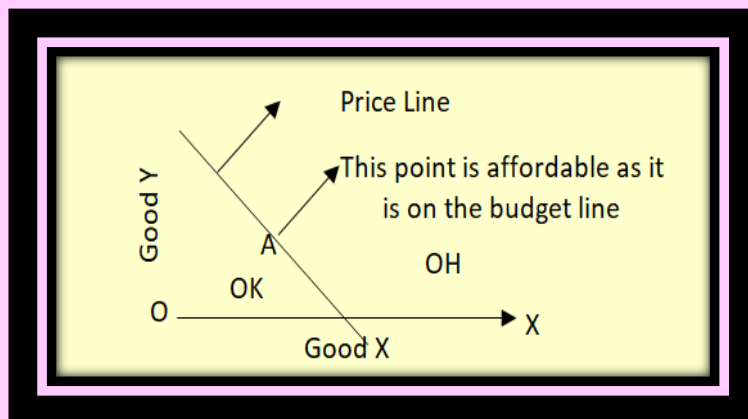 Price Line
This point is affordable as it
is on the budget line
Good Y
A
OH
OK
O
X
Good X